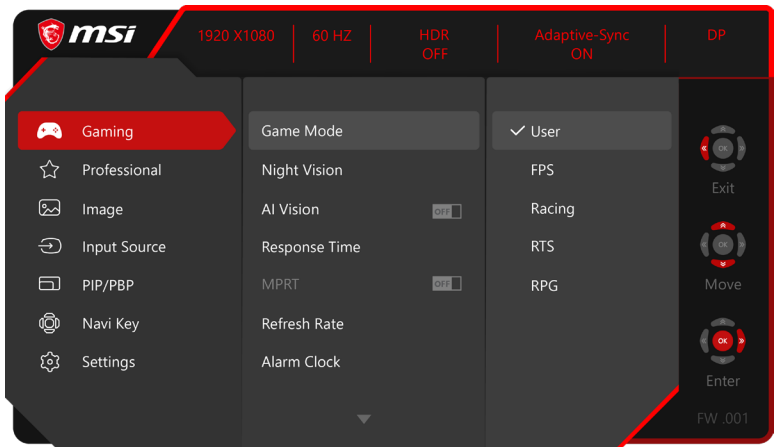 msi
1920 X1080
60 HZ
HDR
OFF
Adaptive-Sync
ON
DP
Gaming
Professional
Image
Input Source
PIP/PBP
Navi Key
Settings
Game Mode
Night Vision
AI Vision OFF
Response Time
MPRT OFF
Refresh Rate
Alarm Clock
User
FPS
Racing
RTS
RPG
OK
Exit
OK
Move
OK
Enter
FW .001